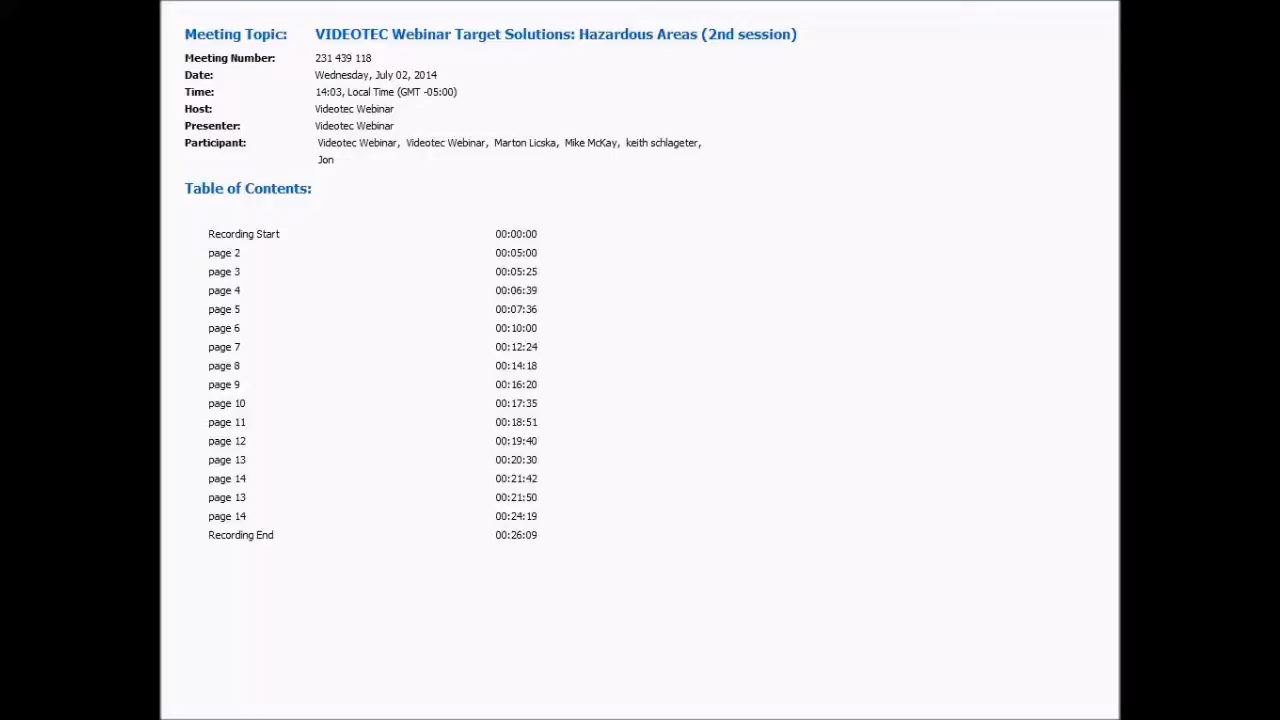 Meeting Topic: VIDEOTEC Webinar Target Solutions: Hazardous Areas (2nd session)
Meeting Number: 231 439 118
Date: Wednesday, July 02, 2014
Time: 14:03, Local Time (GMT -05:00)
Host: Videotec Webinar
Presenter: Videotec Webinar
Participant: Videotec Webinar, Videotec Webinar, Marton Licska, Mike McKay, keith schlageter,
Jon
Table of Contents:
Recording Start 00:00:00
page 2 00:05:00
page 3 00:05:25
page 4 00:06:39
page 5 00:07:36
page 6 00:10:00
page 7 00:12:24
page 8 00:14:18
page 9 00:16:20
page 10 00:17:35
page 11 00:18:51
page 12 00:19:40
page 13 00:20:30
page 14 00:21:42
page 13 00:21:50
page 14 00:24:19
Recording End 00:26:09